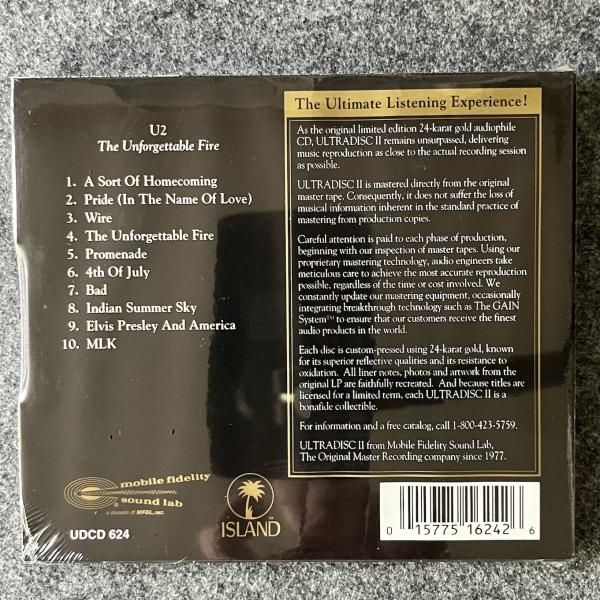 U2
The Unforgettable Fire
1. A Sort Of Homecoming
2. Pride (In The Name Of Love)
3. Wire
4. The Unforgettable Fire
5. Promenade
6. 4th Of July
7. Bad
8. Indian Summer Sky
9. Elvis Presley And America
10. MLK
mobile fidelity
sound lab
a division of MFSL, inc.
UDCD 624
ISLAND
TM
The Ultimate Listening Experience!
As the original limited edition 24-karat gold audiophile
CD, ULTRADISC II remains unsurpassed, delivering
music reproduction as close to the actual recording session
as possible.
ULTRADISC II is mastered directly from the original
master tape. Consequently, it does not suffer the loss of
musical information inherent in the standard practice of
mastering from production copies.
Careful attention is paid to each phase of production,
beginning with our inspection of master tapes. Using our
proprietary mastering technology, audio engineers take
meticulous care to achieve the most accurate reproduction
possible, regardless of the time or cost involved. We
constantly update our mastering equipment, occasionally
integrating breakthrough technology such as The GAIN
System™ to ensure that our customers receive the finest
audio products in the world.
Each disc is custom-pressed using 24-karat gold, known
for its superior reflective qualities and its resistance to
oxidation. All liner notes, photos and artwork from the
original LP are faithfully recreated. And because titles are
licensed for a limited term, each ULTRADISC II is a
bonafide collectible.
For information and a free catalog, call 1-800-423-5759.
ULTRADISC II from Mobile Fidelity Sound Lab,
The Original Master Recording company since 1977.
0 15775 16242 6